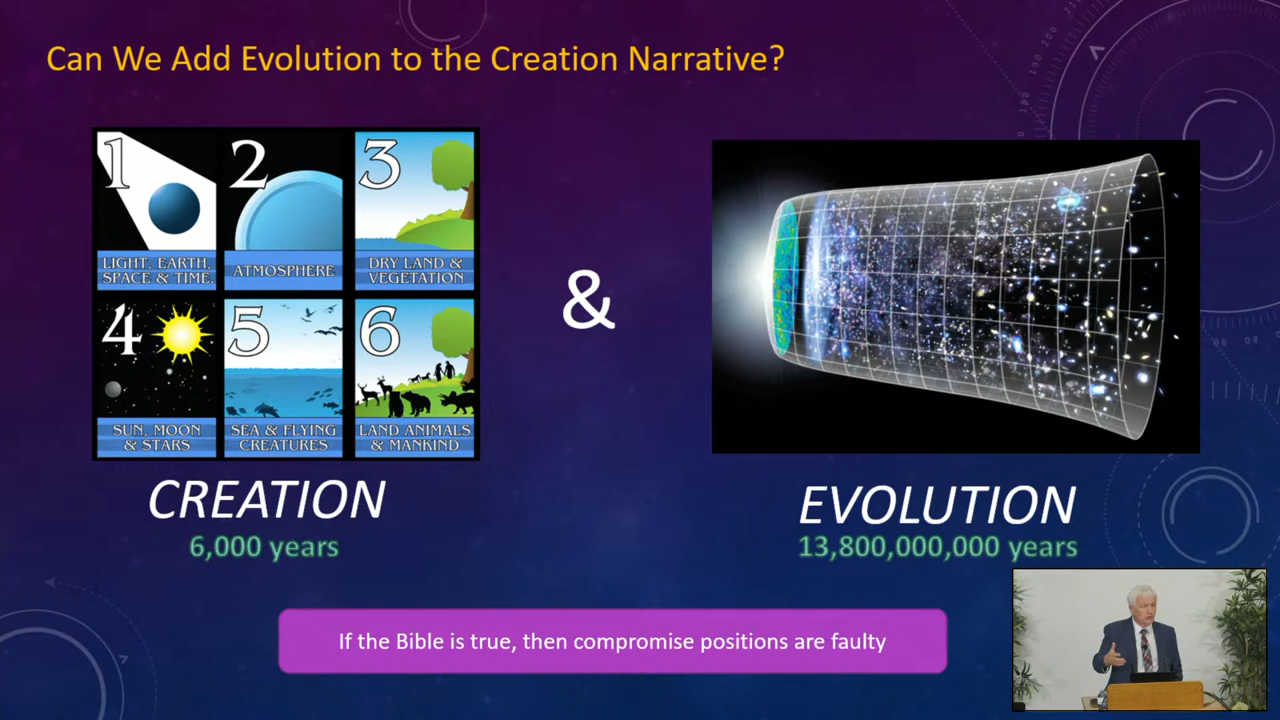 Can We Add Evolution to the Creation Narrative?
1
LIGHT, EARTH,
SPACE & TIME.
2
ATMOSPHERE
3
DRY LAND &
VEGETATION
4
SUN, MOON
& STARS
5
SEA & FLYING
CREATURES
6
LAND ANIMALS
& MANKIND
&
CREATION
6,000 years
EVOLUTION
13,800,000,000 years
If the Bible is true, then compromise positions are faulty